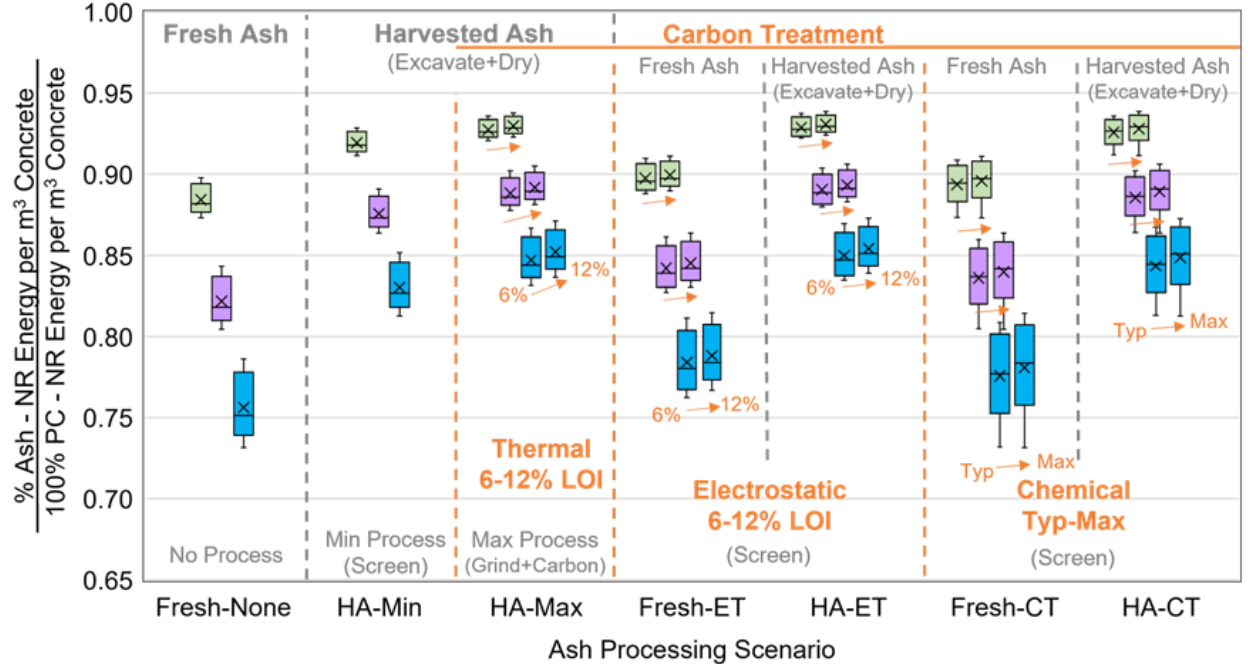 % Ash - NR Energy per m³ Concrete
100% PC - NR Energy per m³ Concrete
1.00
0.95
0.90
0.85
0.80
0.75
0.70
0.65
Fresh Ash
Harvested Ash
(Excavate+Dry)
Carbon Treatment
Fresh Ash
Harvested Ash
(Excavate+Dry)
Fresh Ash
Harvested Ash
(Excavate+Dry)
6%
12%
6%
12%
6%
12%
Typ
Max
Typ
Max
Thermal
6-12% LOI
Electrostatic
6-12% LOI
(Screen)
Chemical
Typ-Max
(Screen)
No Process
Min Process
(Screen)
Max Process
(Grind+Carbon)
Fresh-None
HA-Min
HA-Max
Fresh-ET
HA-ET
Fresh-CT
HA-CT
Ash Processing Scenario